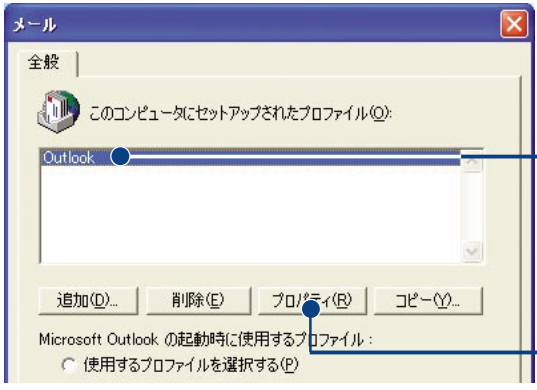 メール
全般
このコンピュータにセットアップされたプロファイル(O):
Outlook
追加(D)... 削除(E) プロパティ(R) コピー(Y)...
Microsoft Outlook の起動時に使用するプロファイル :
使用するプロファイルを選択する(P)